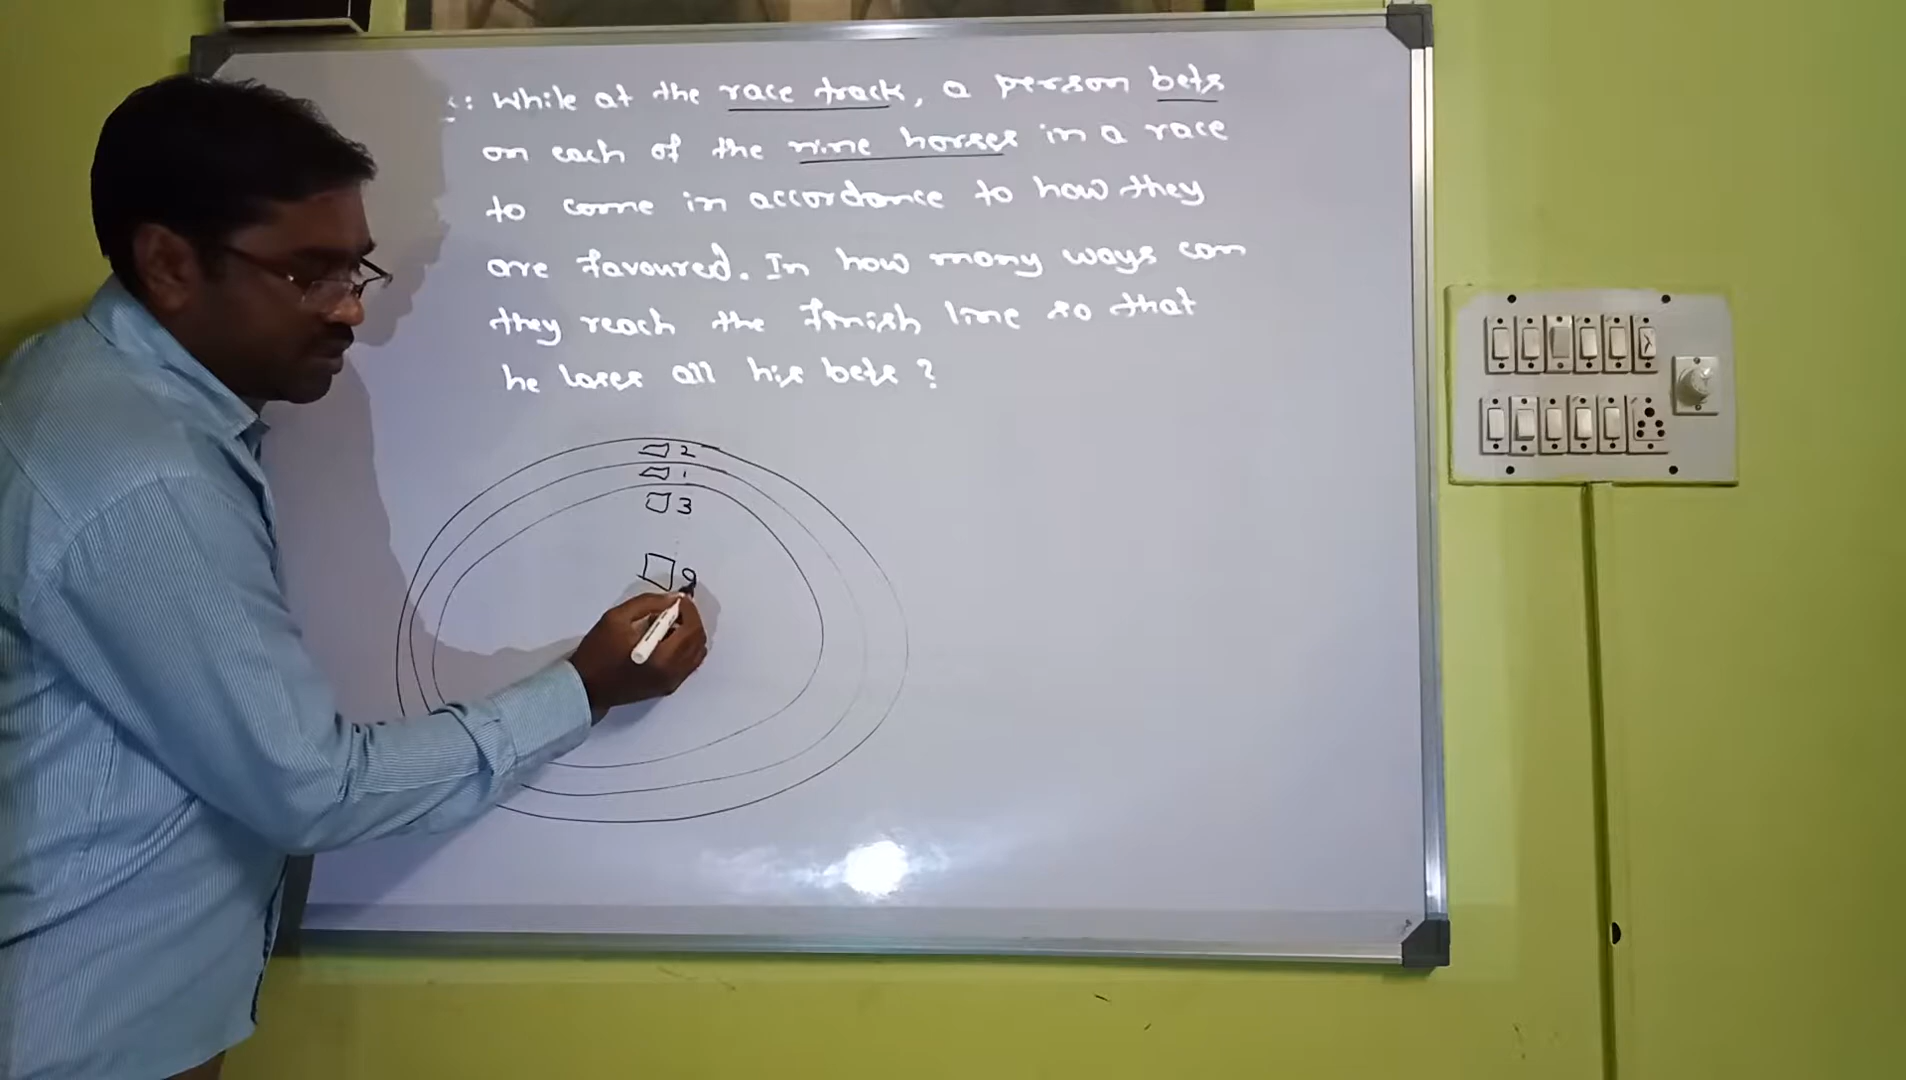 : While at the race track, a person bets
on each of the nine horses in a race
to come in accordance to how they
are favoured. In how many ways can
they reach the finish line so that
he loses all his bets ?
2
1
3
9